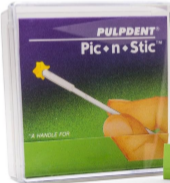 PULPDENT®
Pic•n•Stic™
"A HANDLE FOR